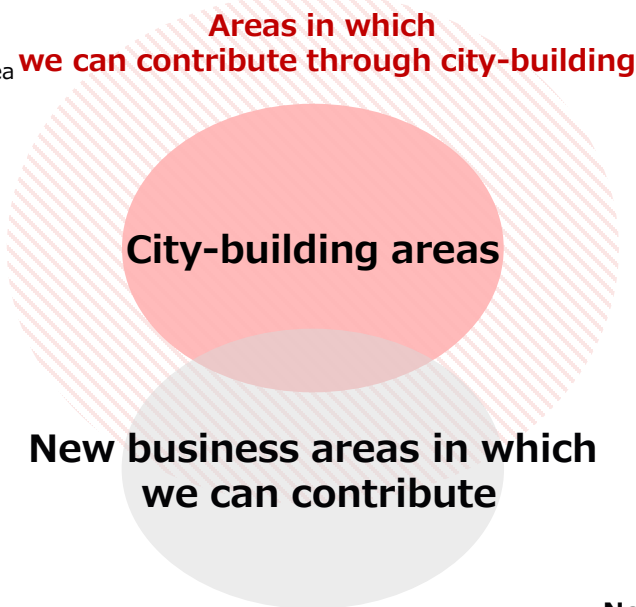 Areas in which
ea we can contribute through city-building
City-building areas
New business areas in which
we can contribute